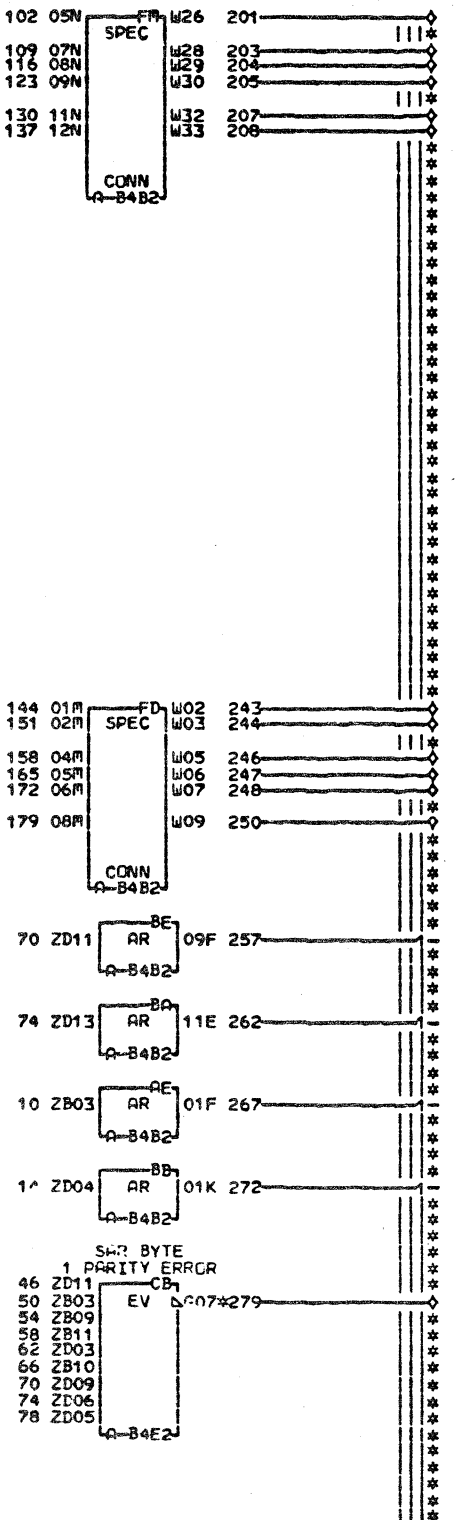 102 05N FM W26 201
SPEC
109 07N W28 203
116 08N W29 204
123 09N W30 205
130 11N W32 207
137 12N W33 208
CONN
A-B4B2
144 01M FD W02 243
151 02M SPEC W03 244
158 04M W05 246
165 05M W06 247
172 06M W07 248
179 08M W09 250
CONN
A-B4B2
BE
70 ZD11 AR 09F 257
A-B4B2
BA
74 ZD13 AR 11E 262
A-B4B2
AE
10 ZB03 AR 01F 267
A-B4B2
BB
ZD04 AR 01K 272
A-B4B2
SAR BYTE
1 PARITY ERROR
46 ZD11 CB
50 ZB03 EV G07*279
54 ZB09
58 ZB11
62 ZD03
66 ZB10
70 ZD09
74 ZD06
78 ZD05
A-B4E2